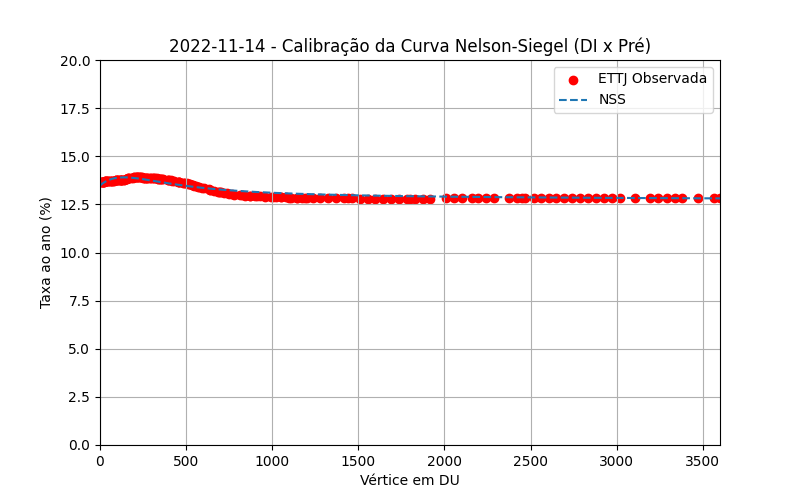 2022-11-14 - Calibração da Curva Nelson-Siegel (DI x Pré)
ETTJ Observada
NSS
Taxa ao ano (%)
20.0
17.5
15.0
12.5
10.0
7.5
5.0
2.5
0.0
0 500 1000 1500 2000 2500 3000 3500
Vértice em DU